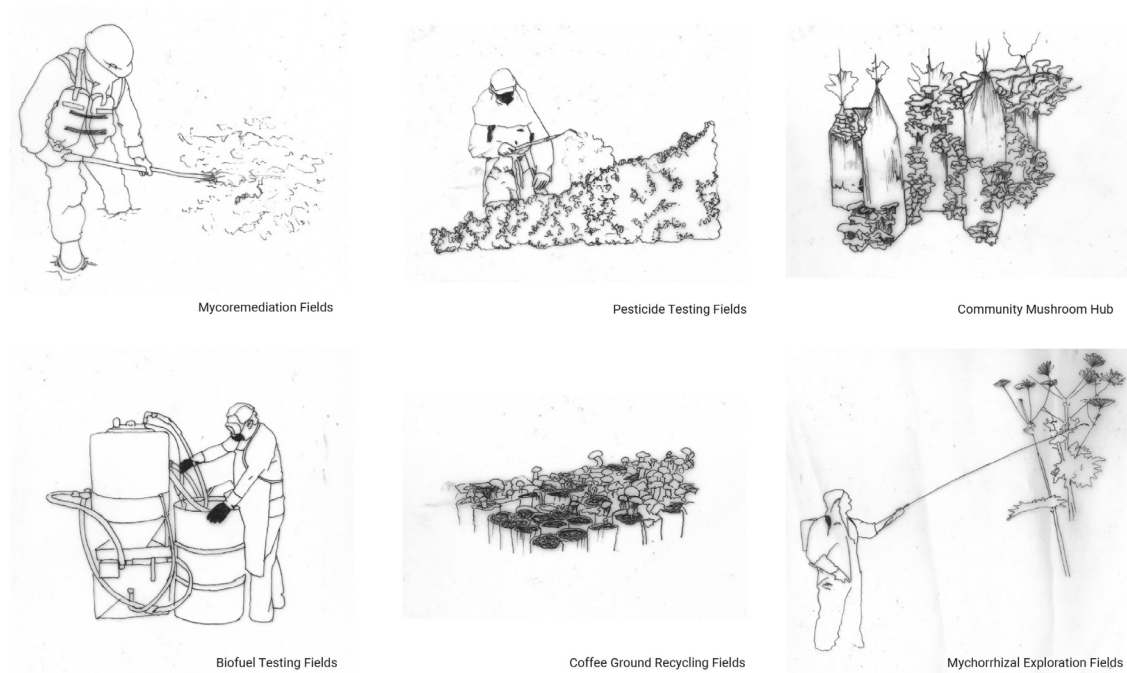 Mycoremediation Fields
Pesticide Testing Fields
Community Mushroom Hub
Biofuel Testing Fields
Coffee Ground Recycling Fields
Mychorrhizal Exploration Fields